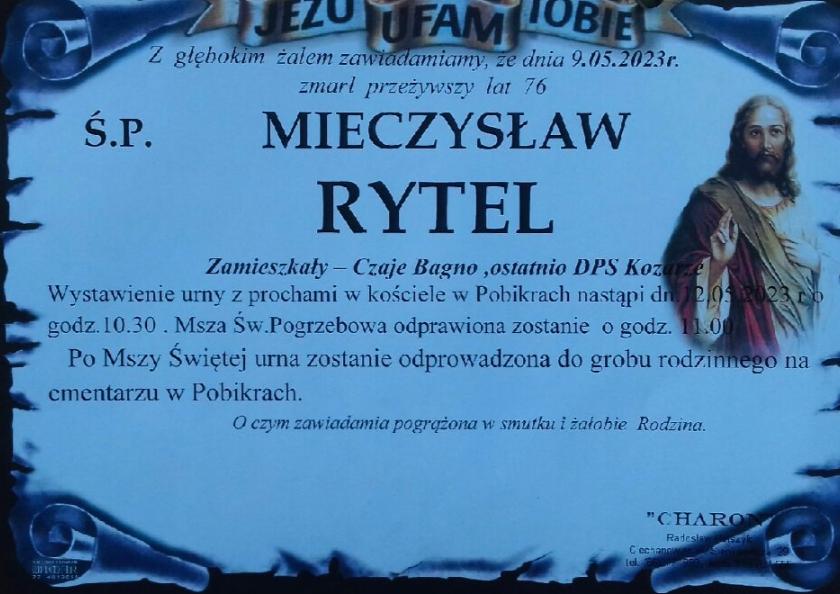 JEZU UFAM TOBIE
Z głębokim żalem zawiadamiamy, ze dnia 9.05.2023r.
zmarł przeżywszy lat 76
Ś.P. MIECZYSŁAW
RYTEL
Zamieszkały – Czaje Bagno ,ostatnio DPS Kozarze
Wystawienie urny z prochami w kościele w Pobikrach nastąpi dn.12.05.2023 r o
godz.10.30 . Msza Św.Pogrzebowa odprawiona zostanie o godz. 11.00
Po Mszy Świętej urna zostanie odprowadzona do grobu rodzinnego na
cmentarzu w Pobikrach.
O czym zawiadamia pogrążona w smutku i żałobie Rodzina.
"CHARON"
Radosław